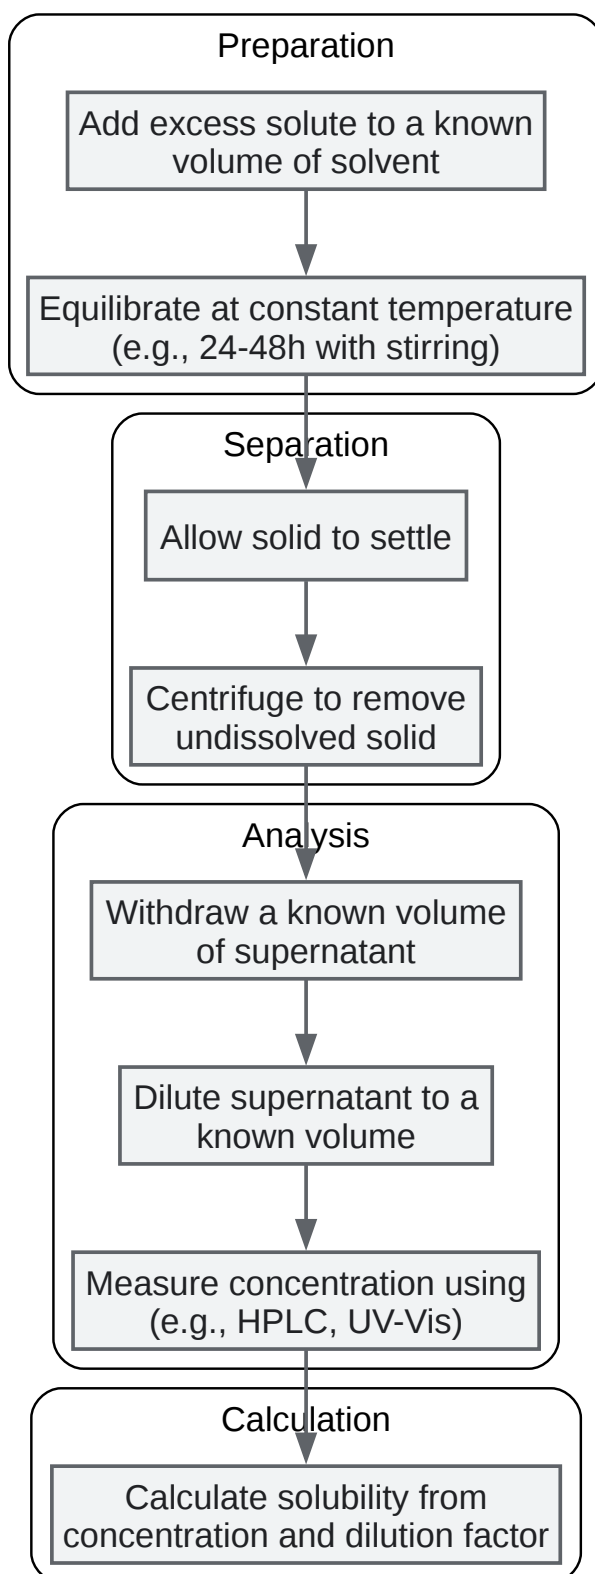 Preparation
Add excess solute to a known
volume of solvent
Equilibrate at constant temperature
(e.g., 24-48h with stirring)
Separation
Allow solid to settle
Centrifuge to remove
undissolved solid
Analysis
Withdraw a known volume
of supernatant
Dilute supernatant to a
known volume
Measure concentration using
(e.g., HPLC, UV-Vis)
Calculation
Calculate solubility from
concentration and dilution factor